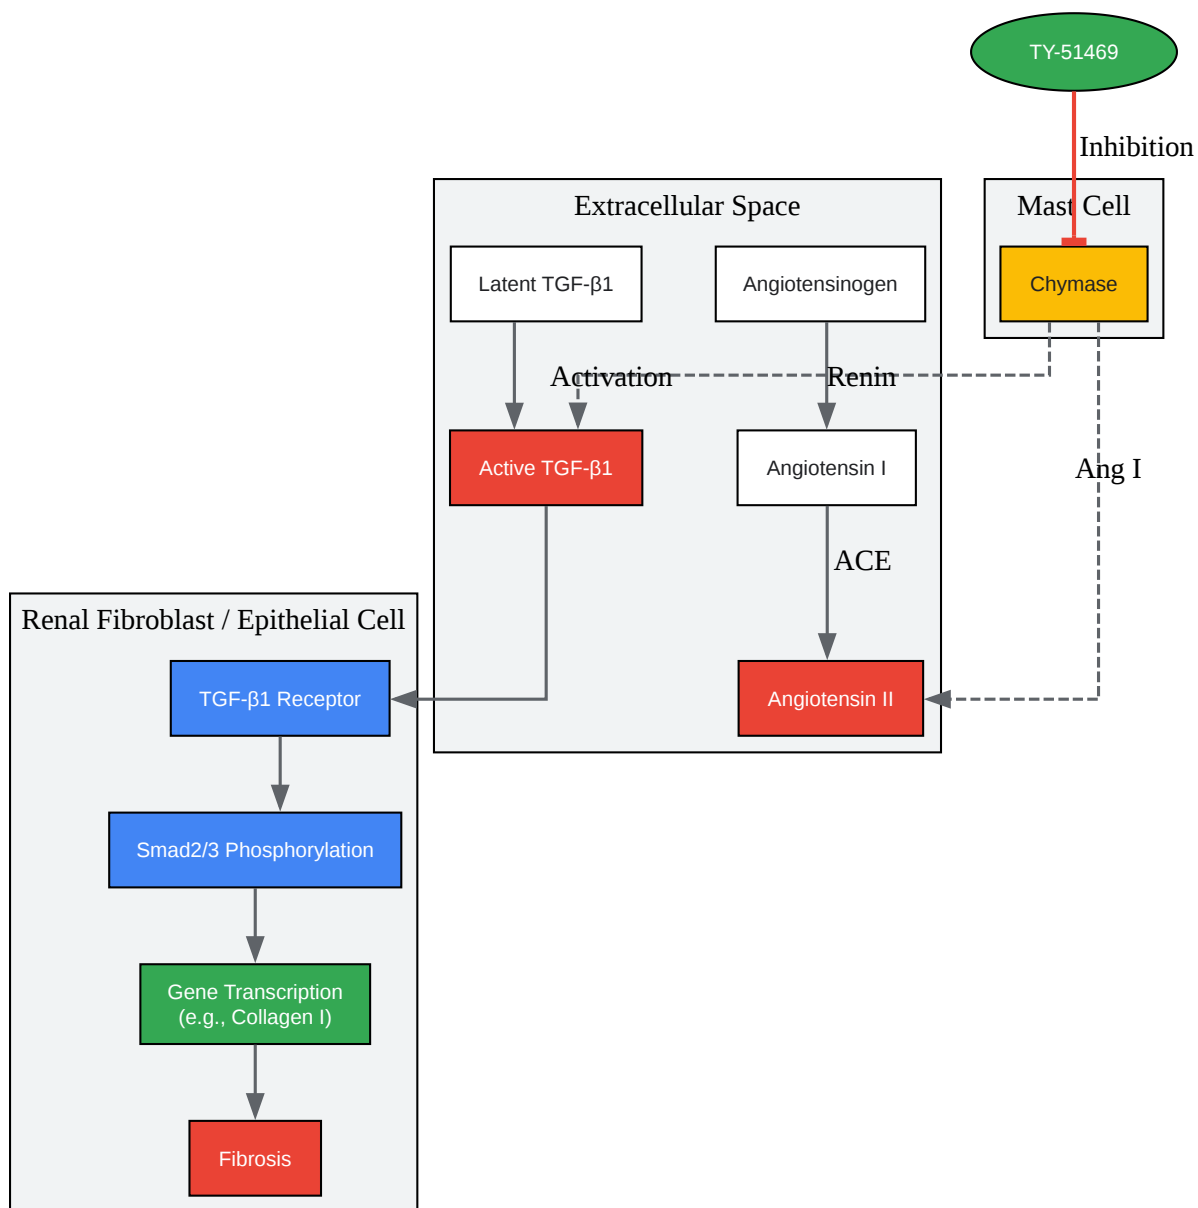 TY-51469
Inhibition
Extracellular Space
Mast Cell
Latent TGF-β1
Angiotensinogen
Chymase
Activation
Renin
Active TGF-β1
Angiotensin I
Ang I
ACE
Renal Fibroblast / Epithelial Cell
TGF-β1 Receptor
Angiotensin II
Smad2/3 Phosphorylation
Gene Transcription
(e.g., Collagen I)
Fibrosis